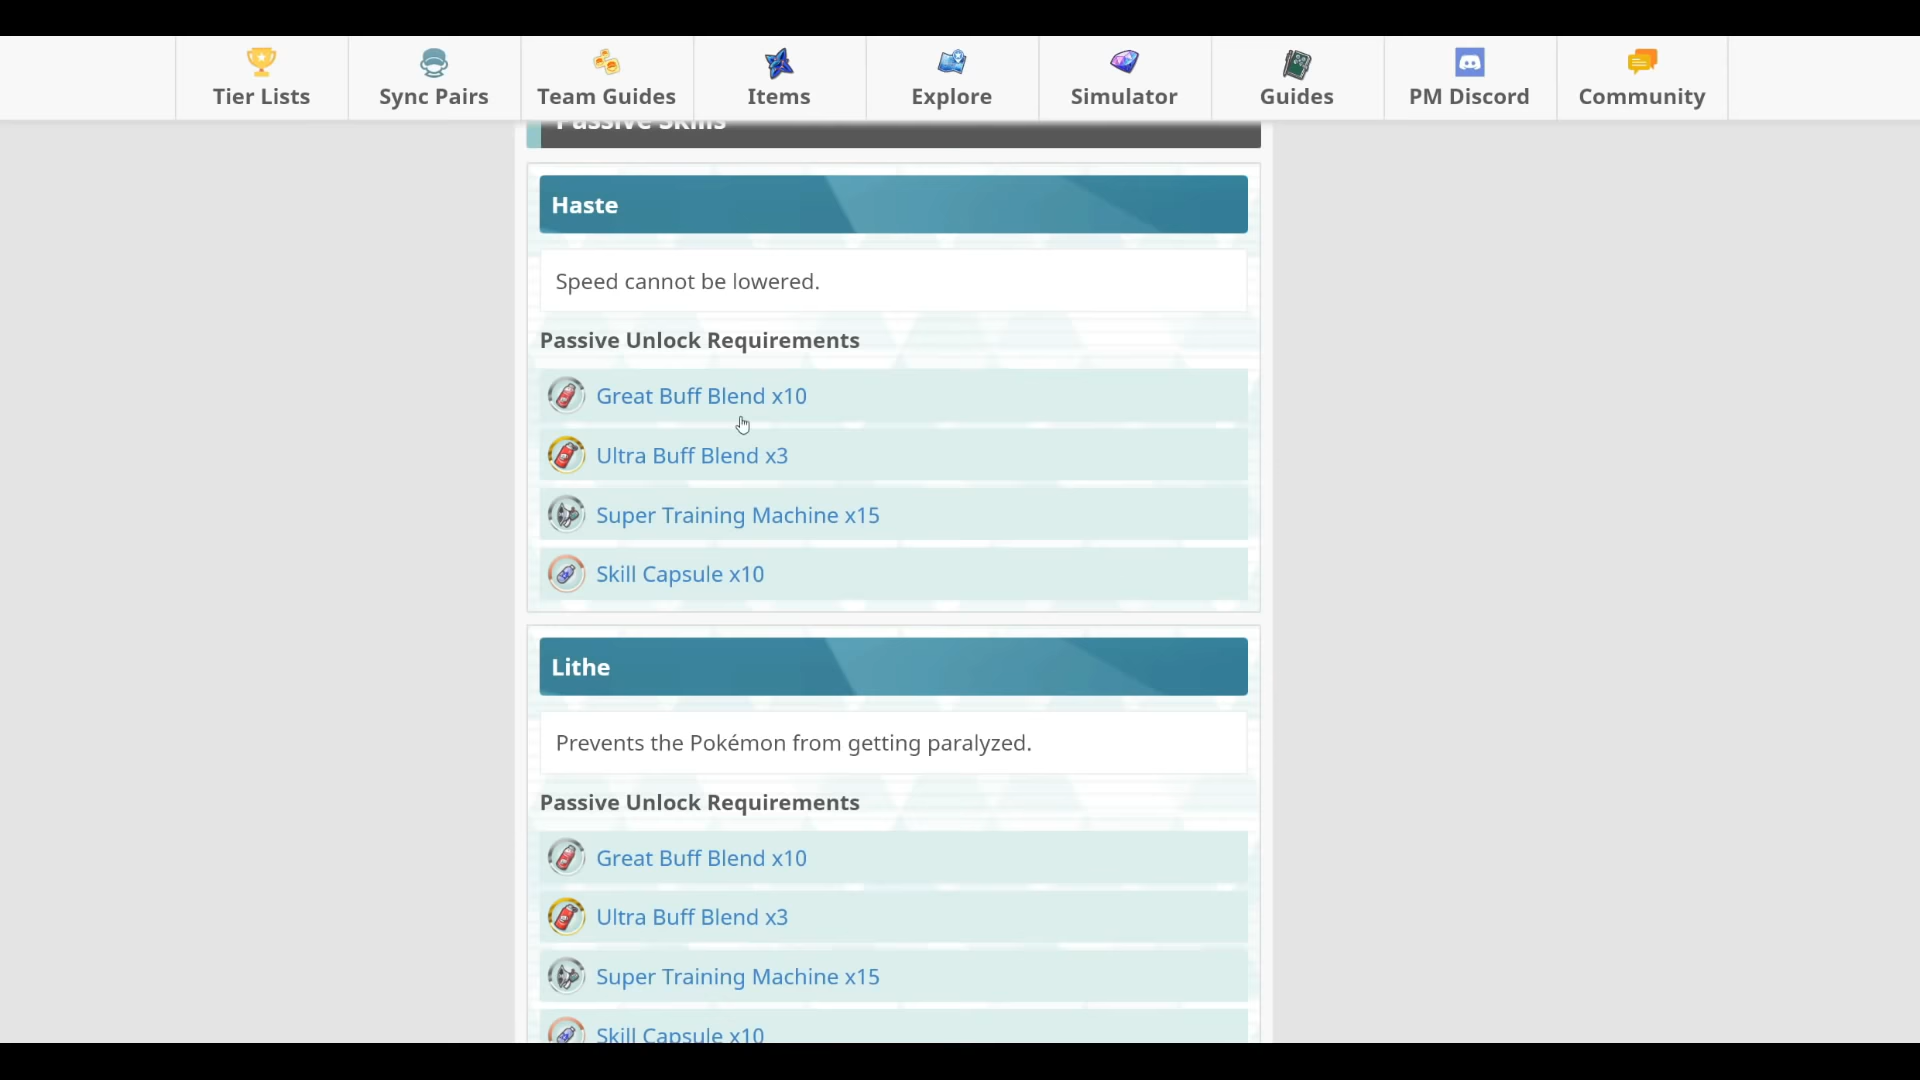 Tier Lists
Sync Pairs
Team Guides
Items
Explore
Simulator
Guides
PM Discord
Community
Passive Skills
Haste
Speed cannot be lowered.
Passive Unlock Requirements
Great Buff Blend x10
Ultra Buff Blend x3
Super Training Machine x15
Skill Capsule x10
Lithe
Prevents the Pokémon from getting paralyzed.
Passive Unlock Requirements
Great Buff Blend x10
Ultra Buff Blend x3
Super Training Machine x15
Skill Capsule x10